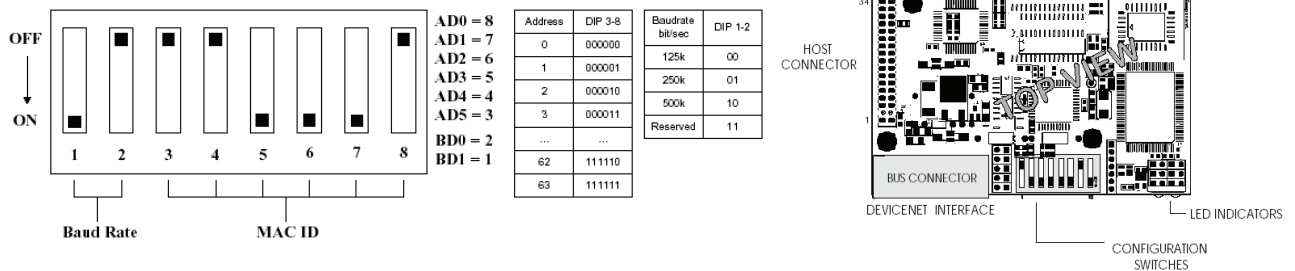 OFF
ON
1 2 3 4 5 6 7 8
Baud Rate
MAC ID
AD0 = 8
AD1 = 7
AD2 = 6
AD3 = 5
AD4 = 4
AD5 = 3
BD0 = 2
BD1 = 1
Address DIP 3-8
0 000000
1 000001
2 000010
3 000011
... ...
62 111110
63 111111
Baudrate bit/sec DIP 1-2
125k 00
250k 01
500k 10
Reserved 11
34
HOST
CONNECTOR
1
TOP VIEW
4
BUS CONNECTOR
DEVICENET INTERFACE
LED INDICATORS
CONFIGURATION
SWITCHES